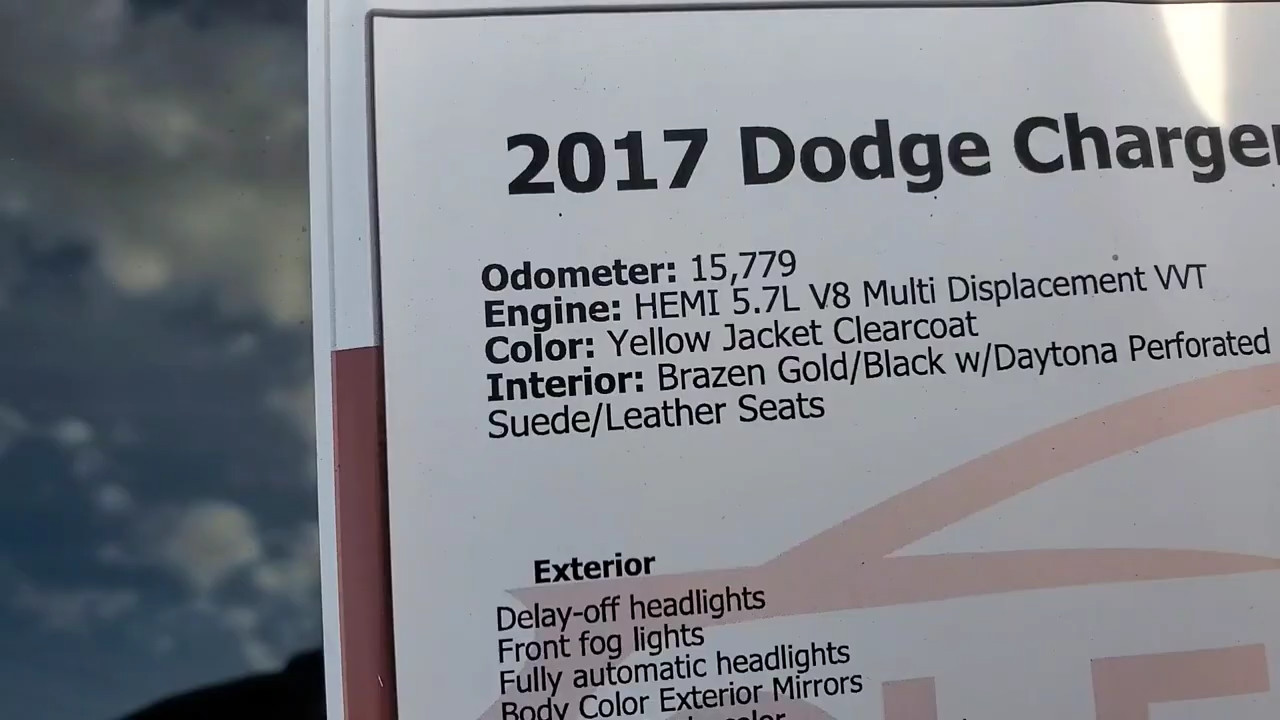 2017 Dodge Charger
Odometer: 15,779
Engine: HEMI 5.7L V8 Multi Displacement VVT
Color: Yellow Jacket Clearcoat
Interior: Brazen Gold/Black w/Daytona Perforated
Suede/Leather Seats
Exterior
Delay-off headlights
Front fog lights
Fully automatic headlights
Body Color Exterior Mirrors
color